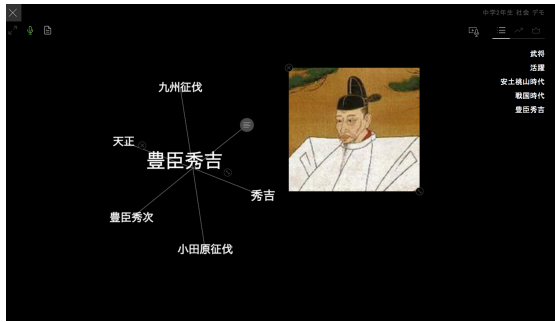 中学2年生 社会 デモ
武将
活躍
安土桃山時代
戦国時代
豊臣秀吉
九州征伐
天正
豊臣秀吉
秀吉
豊臣秀次
小田原征伐